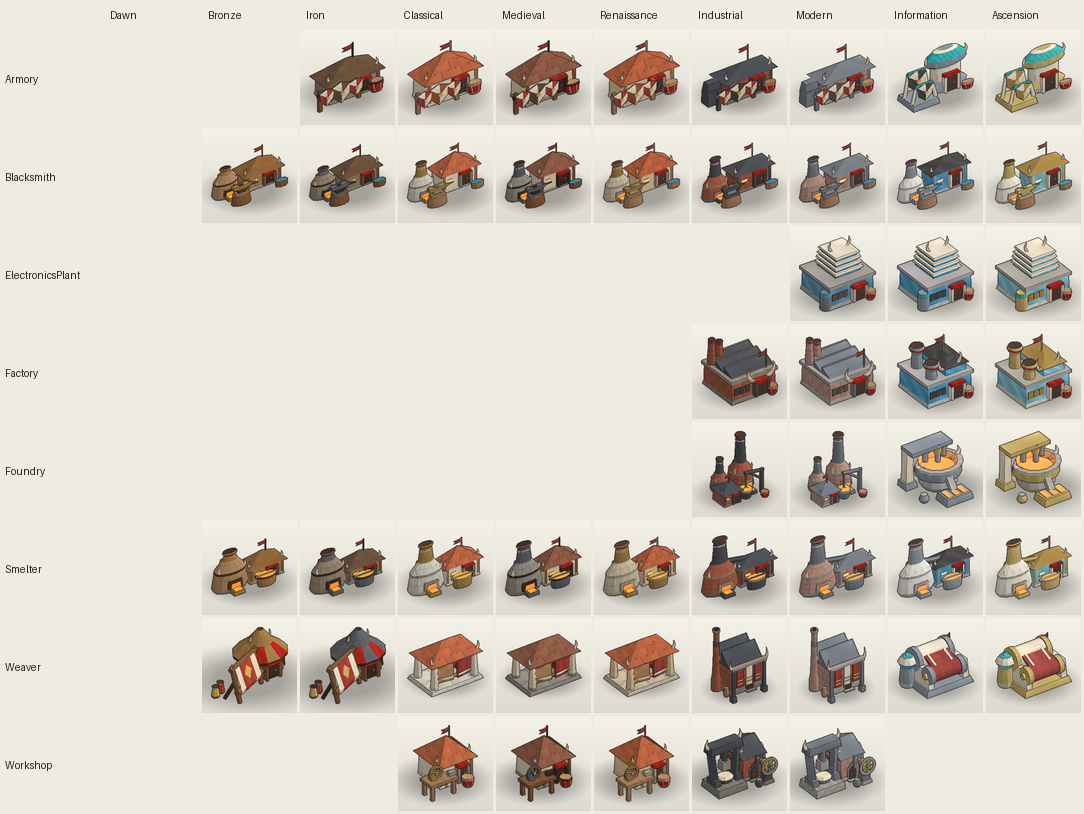 Dawn Bronze Iron Classical Medieval Renaissance Industrial Modern Information Ascension
Armory
Blacksmith
ElectronicsPlant
Factory
Foundry
Smelter
Weaver
Workshop